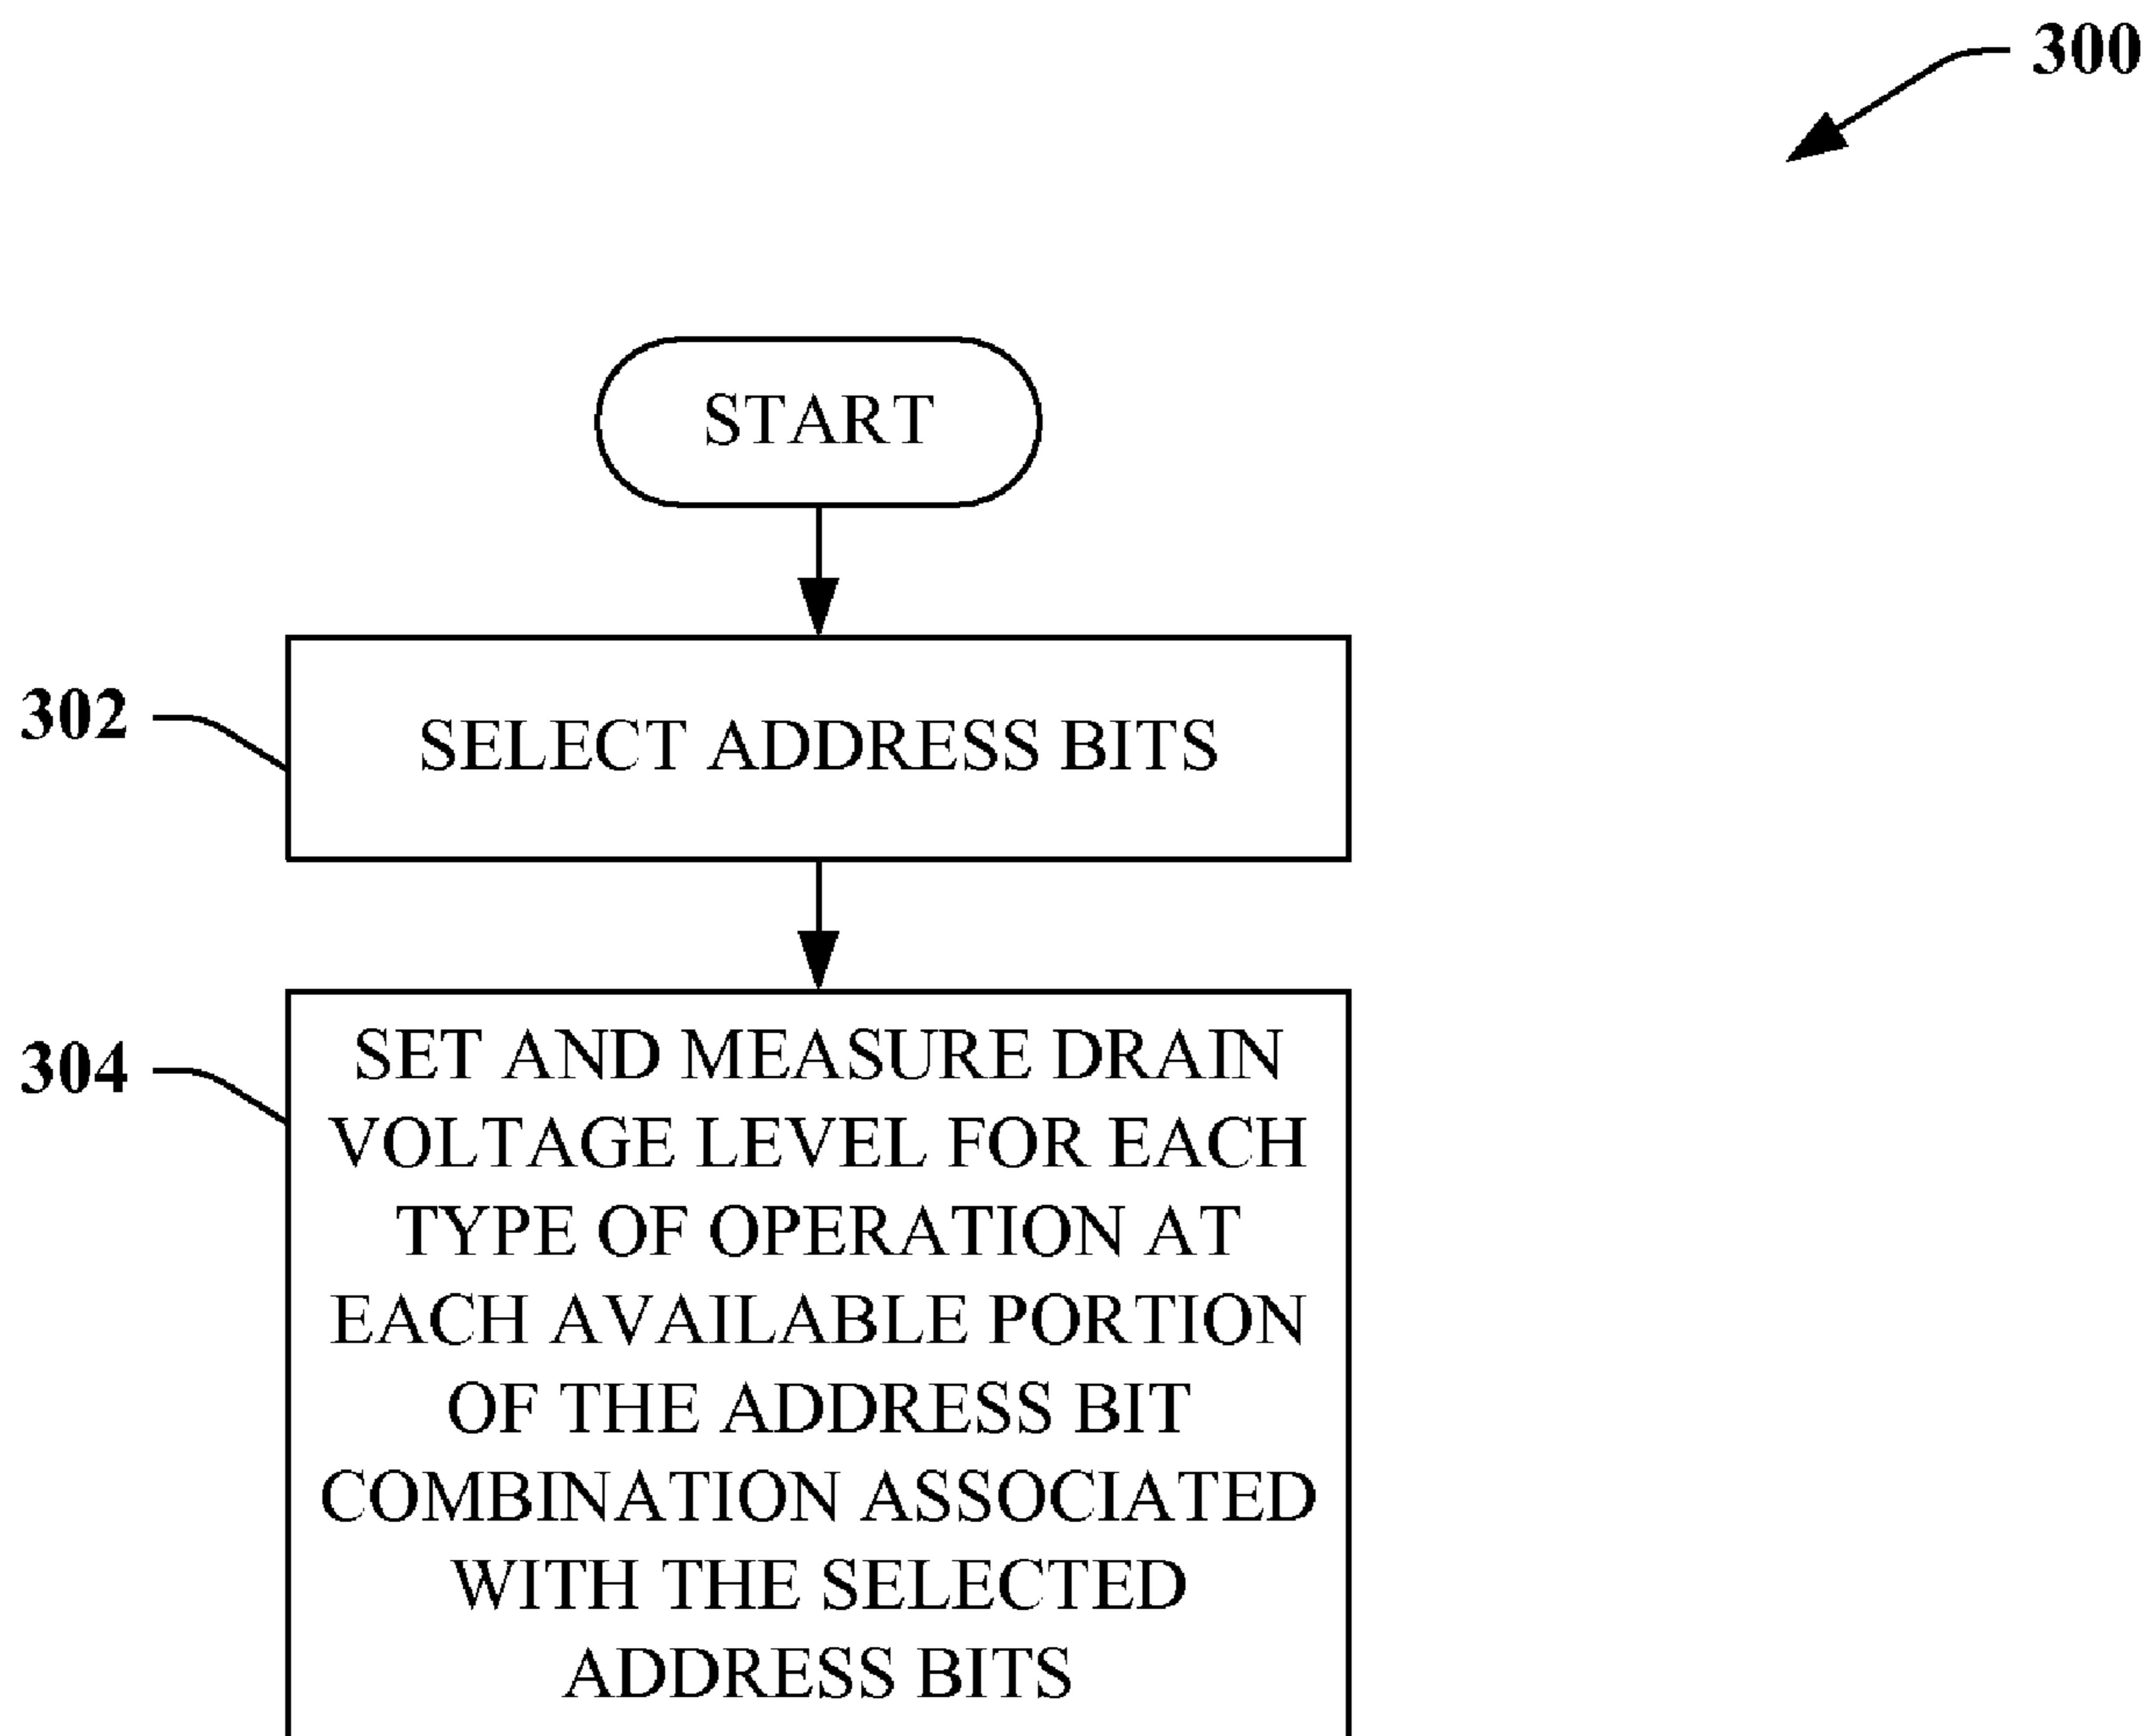 300
START
302
SELECT ADDRESS BITS
304
SET AND MEASURE DRAIN
VOLTAGE LEVEL FOR EACH
TYPE OF OPERATION AT
EACH AVAILABLE PORTION
OF THE ADDRESS BIT
COMBINATION ASSOCIATED
WITH THE SELECTED
ADDRESS BITS